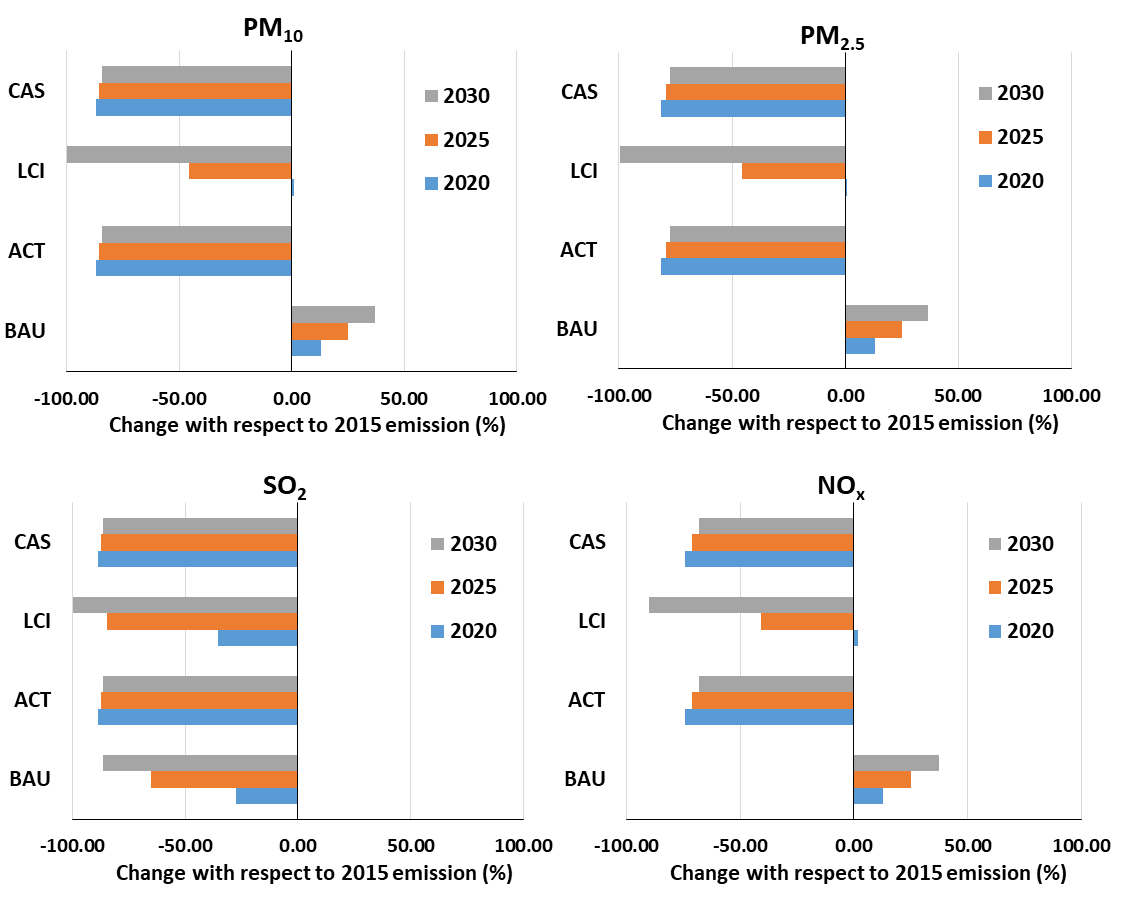 PM10
CAS
LCI
ACT
BAU
2030
2025
2020
-100.00 -50.00 0.00 50.00 100.00
Change with respect to 2015 emission (%)
PM2.5
CAS
LCI
ACT
BAU
2030
2025
2020
-100.00 -50.00 0.00 50.00 100.00
Change with respect to 2015 emission (%)
SO2
CAS
LCI
ACT
BAU
2030
2025
2020
-100.00 -50.00 0.00 50.00 100.00
Change with respect to 2015 emission (%)
NOx
CAS
LCI
ACT
BAU
2030
2025
2020
-100.00 -50.00 0.00 50.00 100.00
Change with respect to 2015 emission (%)